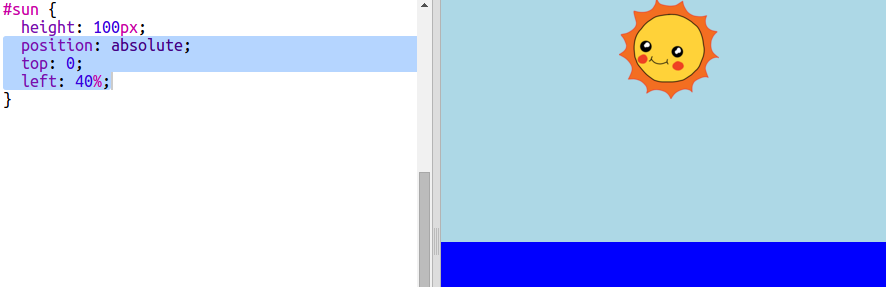 #sun {
  height: 100px;
  position: absolute;
  top: 0;
  left: 40%;
}